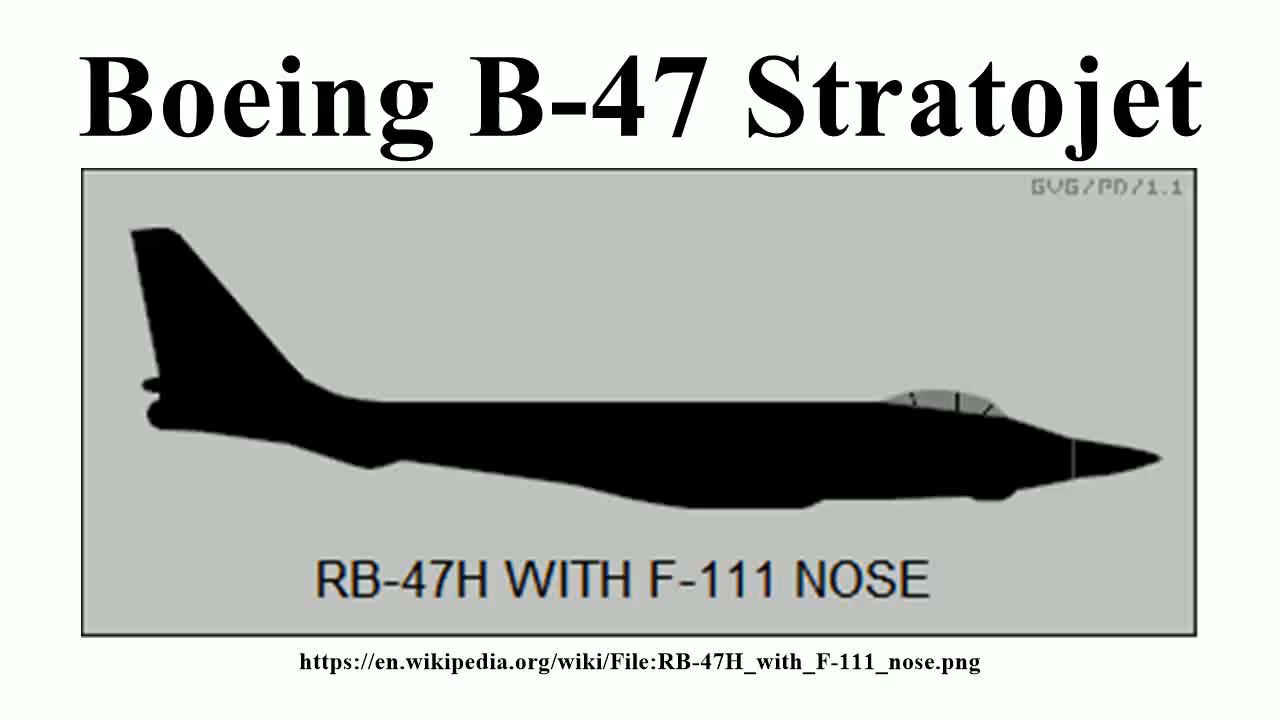 Boeing B-47 Stratojet
GVG/PD/1.1
RB-47H WITH F-111 NOSE
https://en.wikipedia.org/wiki/File:RB-47H_with_F-111_nose.png